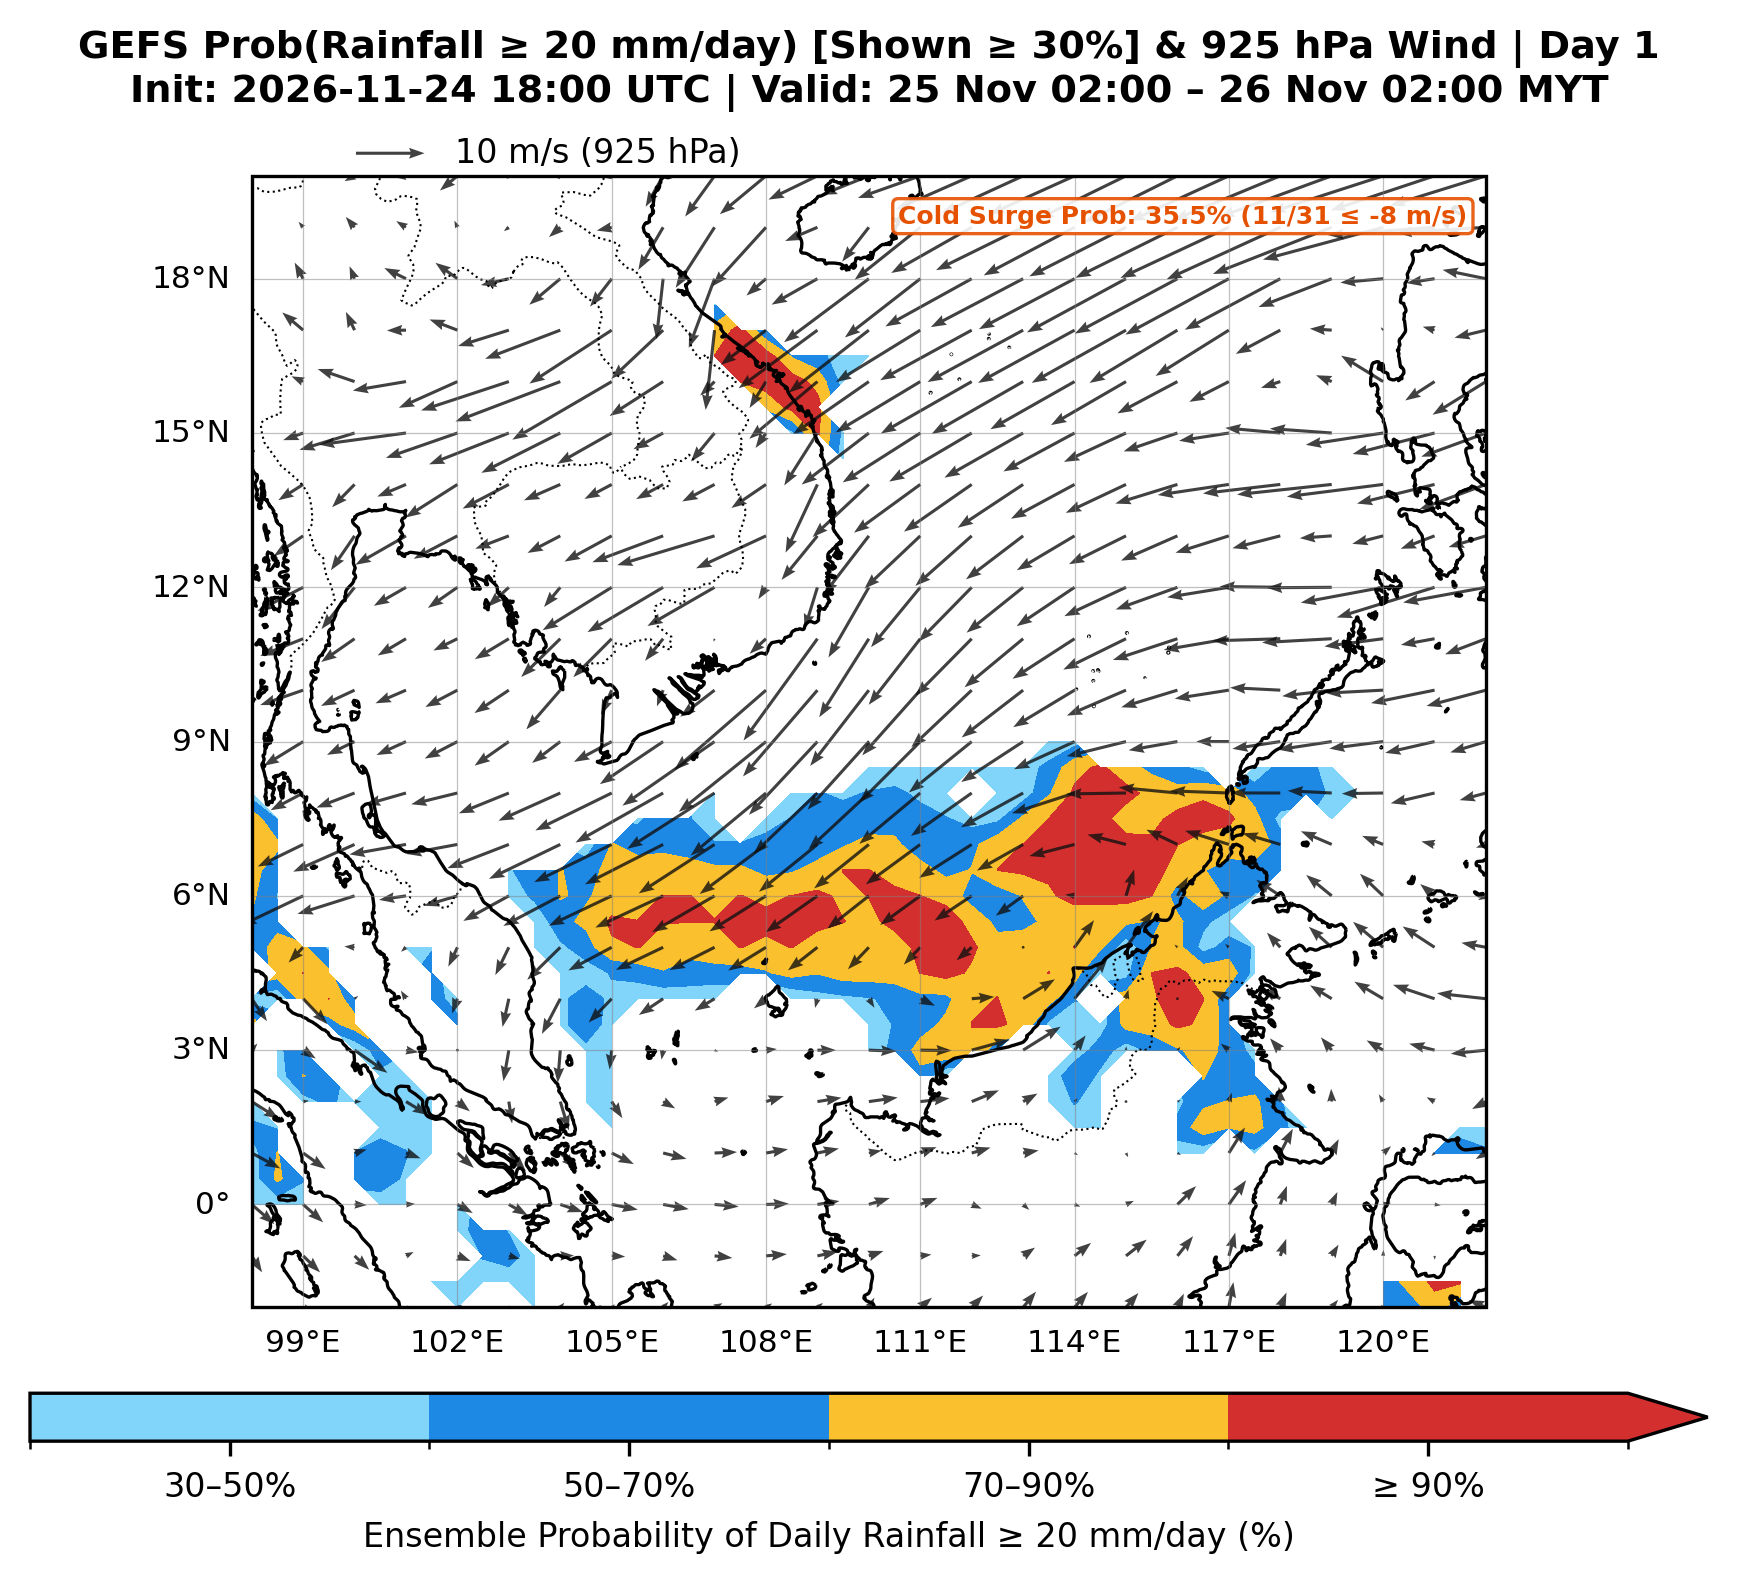 GEFS Prob(Rainfall ≥ 20 mm/day) [Shown ≥ 30%] & 925 hPa Wind | Day 1
Init: 2026-11-24 18:00 UTC | Valid: 25 Nov 02:00 – 26 Nov 02:00 MYT
10 m/s (925 hPa)
Cold Surge Prob: 35.5% (11/31 ≤ -8 m/s)
18°N
15°N
12°N
9°N
6°N
3°N
0°
99°E 102°E 105°E 108°E 111°E 114°E 117°E 120°E
30–50% 50–70% 70–90% ≥ 90%
Ensemble Probability of Daily Rainfall ≥ 20 mm/day (%)